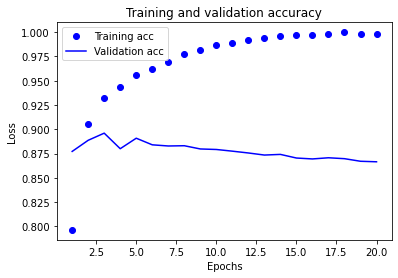 Training and validation accuracy
1.000
0.975
0.950
0.925
0.900
0.875
0.850
0.825
0.800
Loss
Training acc
Validation acc
2.5 5.0 7.5 10.0 12.5 15.0 17.5 20.0
Epochs